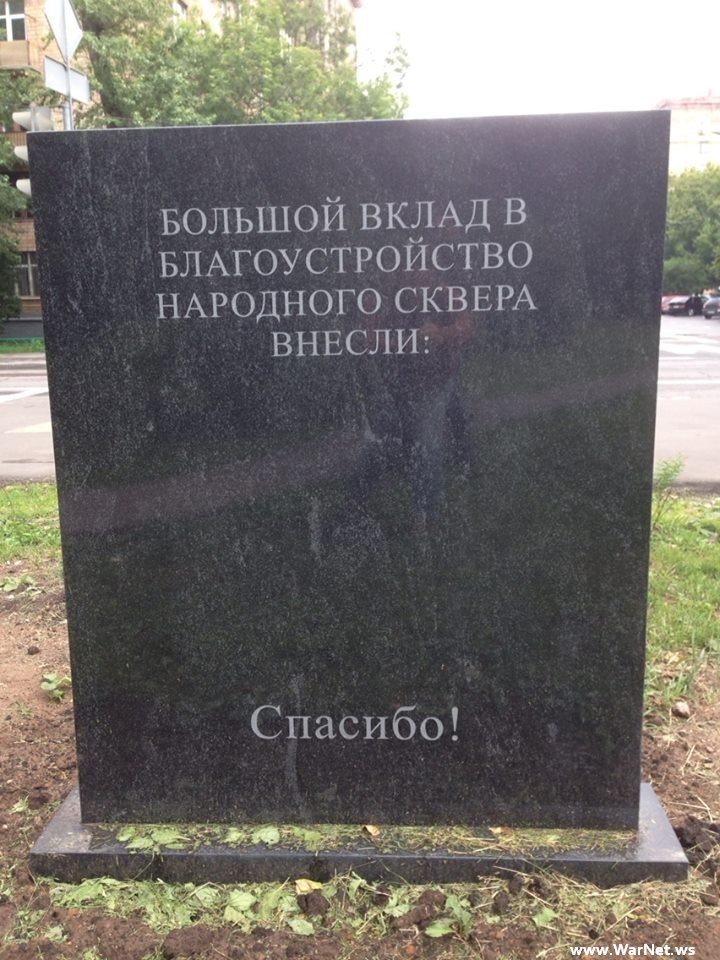 БОЛЬШОЙ ВКЛАД В
БЛАГОУСТРОЙСТВО
НАРОДНОГО СКВЕРА
ВНЕСЛИ:
Спасибо!
www.WarNet.ws